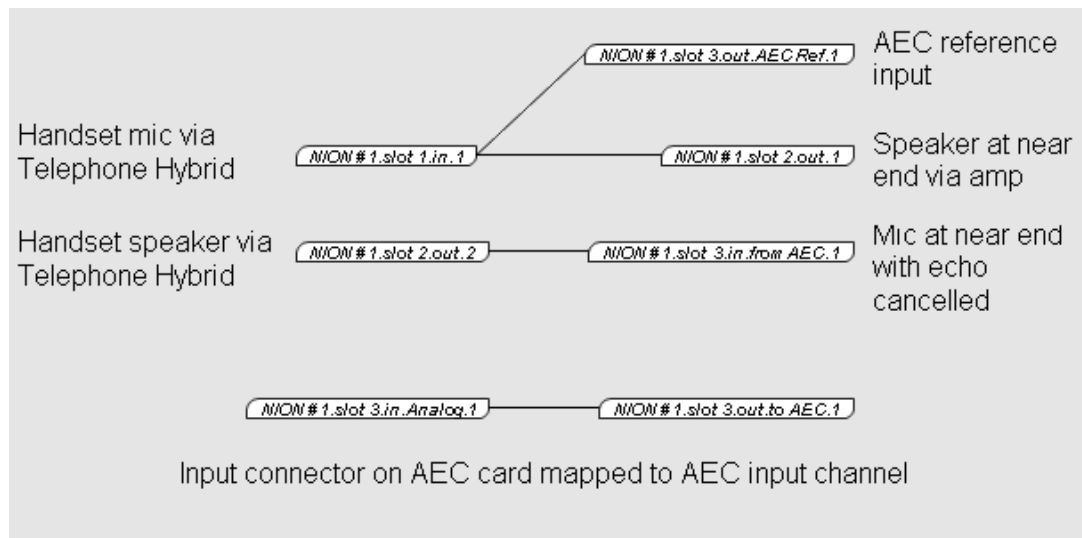 NION#1.slot 3.out.AEC Ref.1
AEC reference
input
Handset mic via
Telephone Hybrid
NION#1.slot 1.in.1
NION#1.slot 2.out.1
Speaker at near
end via amp
Handset speaker via
Telephone Hybrid
NION#1.slot 2.out.2
NION#1.slot 3.in.from AEC.1
Mic at near end
with echo
cancelled
NION#1.slot 3.in.Analog.1
NION#1.slot 3.out.to AEC.1
Input connector on AEC card mapped to AEC input channel